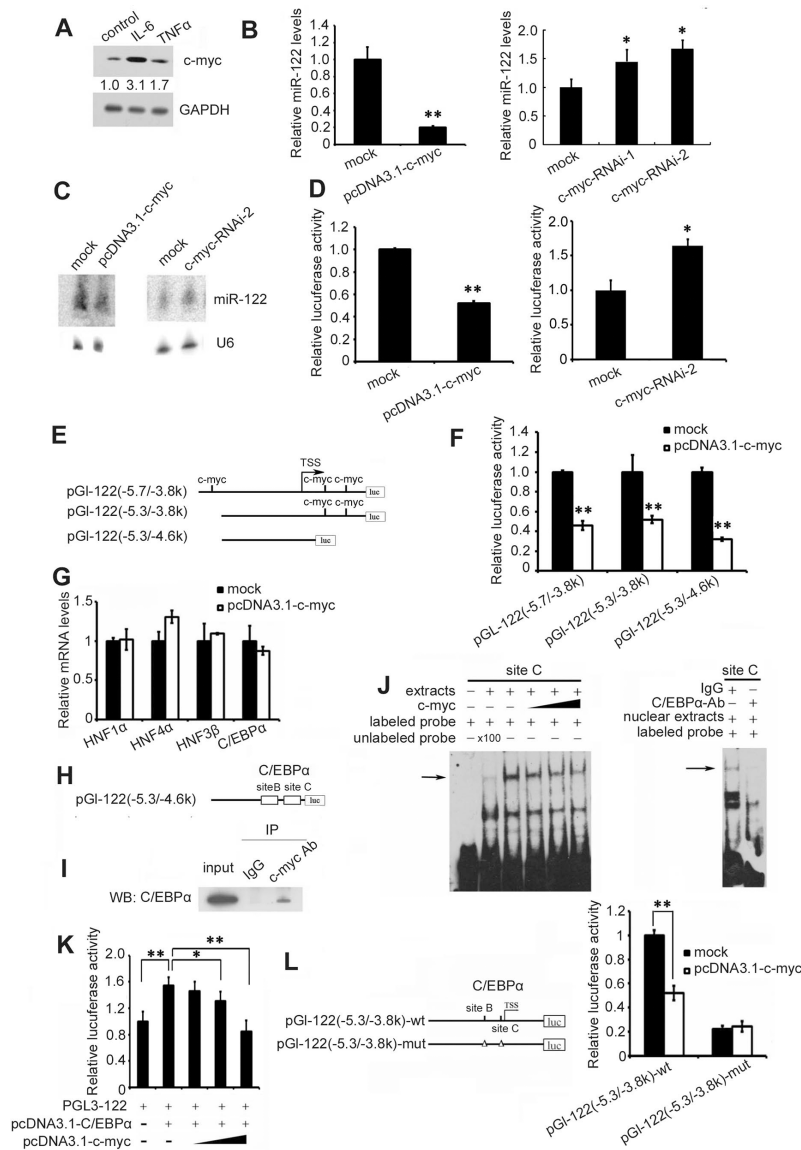 A
control IL-6 TNFα
c-myc
1.0 3.1 1.7
GAPDH
B
Relative miR-122 levels
1.4
1.2
1.0
0.8
0.6
0.4
0.2
0
**
mock
pcDNA3.1-c-myc
Relative miR-122 levels
2.0
1.5
1.0
0.5
0
*
*
mock
c-myc-RNAi-1
c-myc-RNAi-2
C
mock
pcDNA3.1-c-myc
mock
c-myc-RNAi-2
miR-122
U6
D
Relative lucuferase activity
1.2
1
0.8
0.6
0.4
0.2
0
**
mock
pcDNA3.1-c-myc
Relative lucuferase activity
2.0
1.5
1.0
0.5
0.0
*
mock
c-myc-RNAi-2
E
TSS
c-myc
c-myc c-myc
pGl-122(-5.7/-3.8k)
luc
c-myc c-myc
pGl-122(-5.3/-3.8k)
luc
pGl-122(-5.3/-4.6k)
luc
F
Relative lucuferase activity
1.4
1.2
1.0
0.8
0.6
0.4
0.2
0
mock
pcDNA3.1-c-myc
**
**
**
pGL-122(-5.7/-3.8k)
pGl-122(-5.3/-3.8k)
pGl-122(-5.3/-4.6k)
G
Relative mRNA levels
1.5
1
0.5
0
mock
pcDNA3.1-c-myc
HNF1α
HNF4α
HNF3β
C/EBPα
H
C/EBPα
siteB site C
pGl-122(-5.3/-4.6k)
luc
I
IP
input
IgG
c-myc Ab
WB: C/EBPα
J
site C
extracts − + + + + +
c-myc − − −
labeled probe + + + + + +
unlabeled probe − x100 − − − −
site C
IgG + −
C/EBPα-Ab − +
nuclear extracts + +
labeled probe + +
K
Relative lucuferase activity
2.0
1.6
1.2
0.8
0.4
0
**
*
**
PGL3-122 + + + + +
pcDNA3.1-C/EBPα - + + + +
pcDNA3.1-c-myc - -
L
C/EBPα
site B
TSS
pGl-122(-5.3/-3.8k)-wt
site C
luc
pGl-122(-5.3/-3.8k)-mut
luc
Relative lucuferase activity
1.2
1.0
0.8
0.6
0.4
0.2
0
**
mock
pcDNA3.1-c-myc
pGl-122(-5.3/-3.8k)-wt
pGl-122(-5.3/-3.8k)-mut